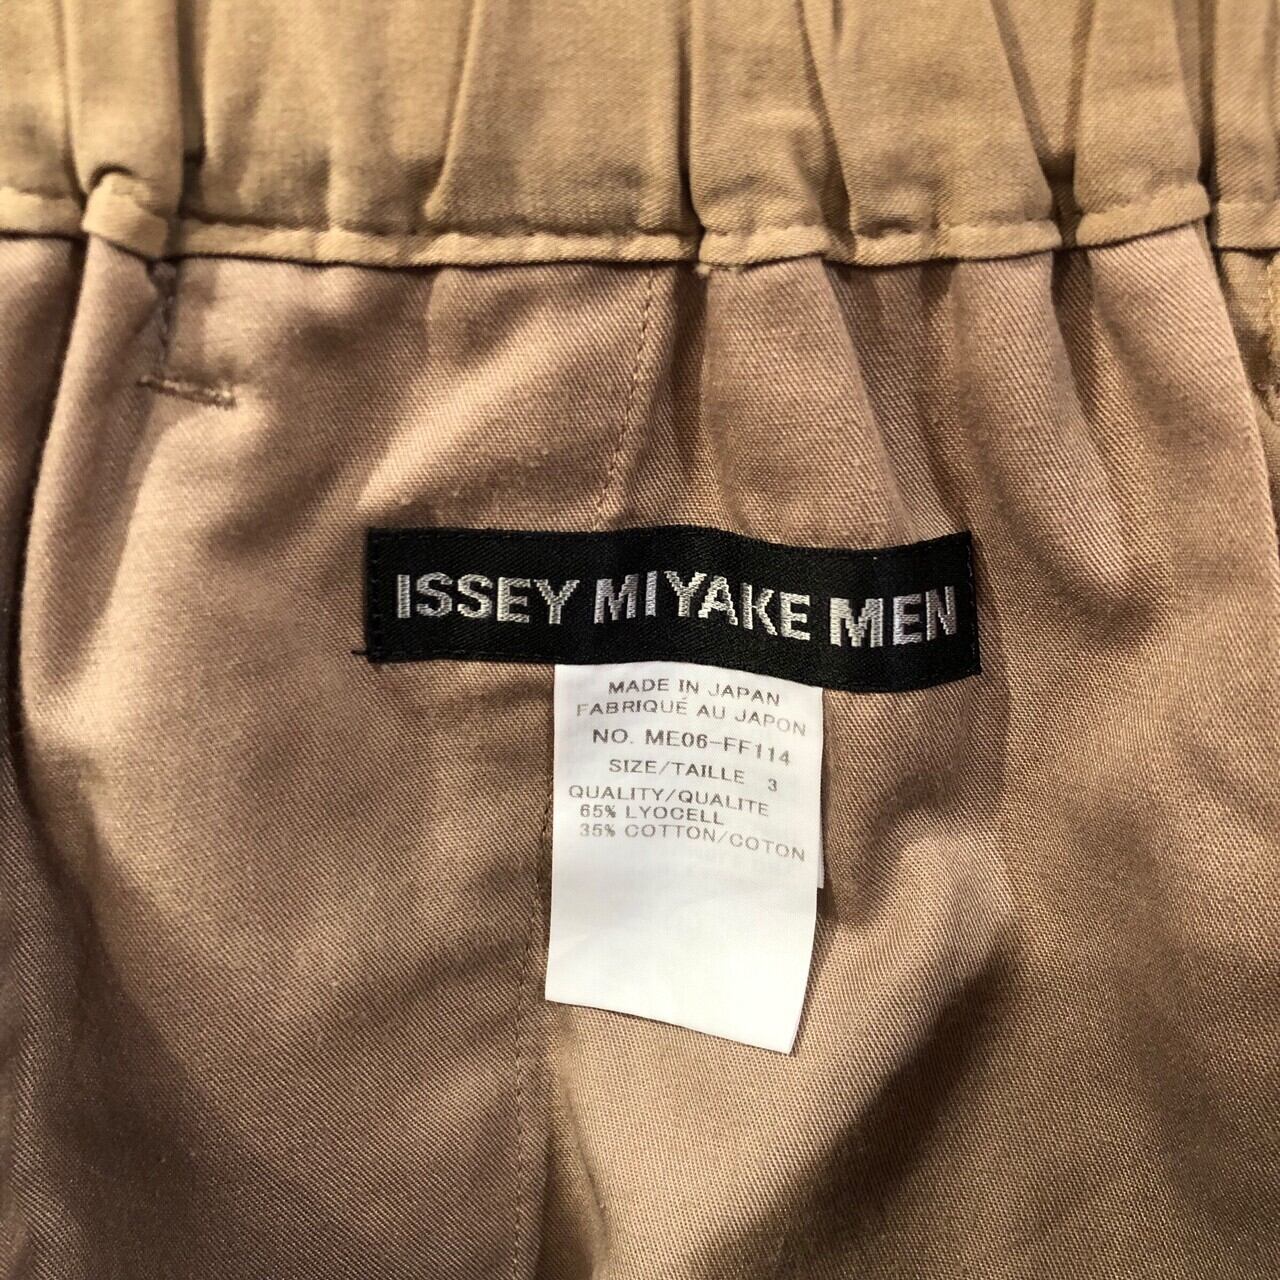 ISSEY MIYAKE MEN
MADE IN JAPAN
FABRIQUÉ AU JAPON
NO. ME06-FF114
SIZE/TAILLE 3
QUALITY/QUALITE
65% LYOCELL
35% COTTON/COTON